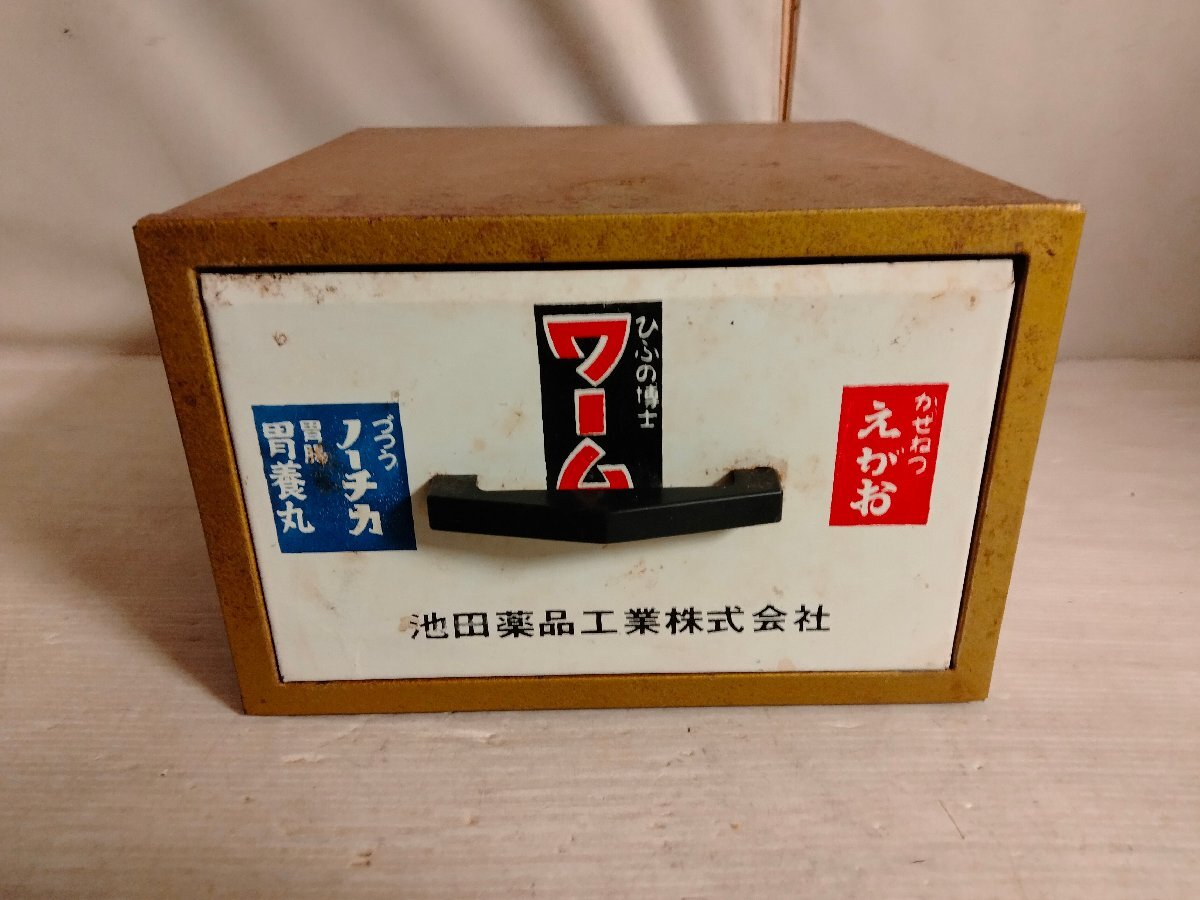 ひふの博士
ワーム
づつう
ノーチカ
胃腸
胃養丸
かぜねつ
えがお
池田薬品工業株式会社